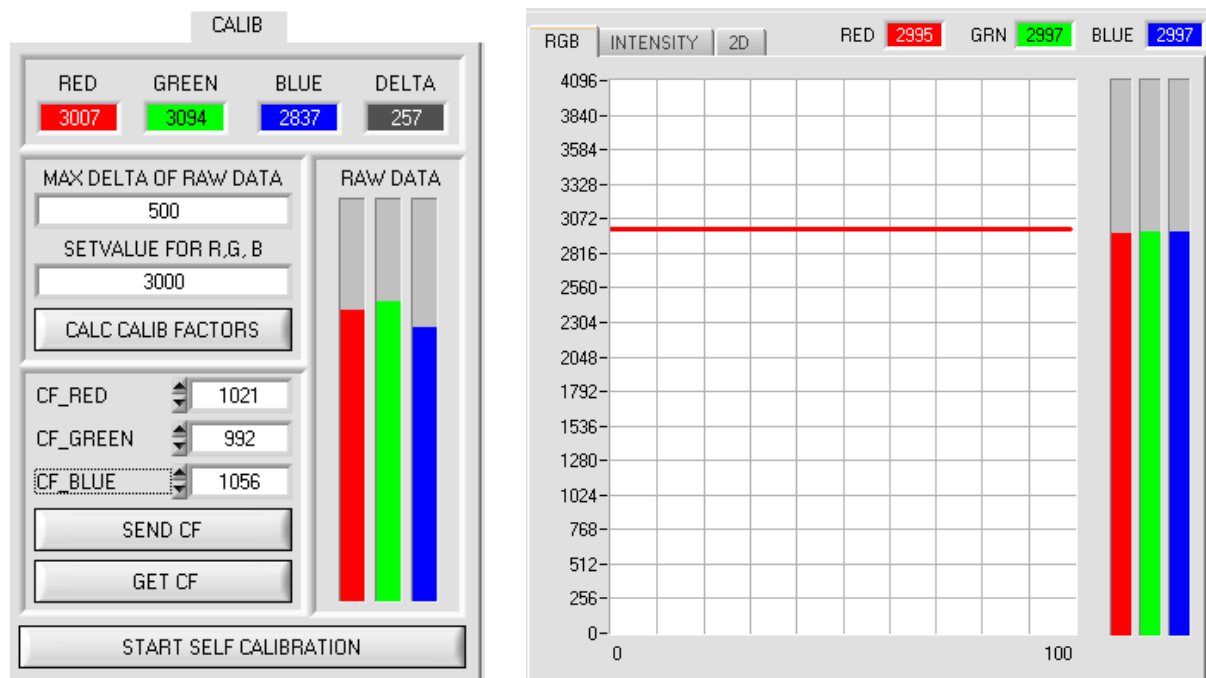 CALIB
RED GREEN BLUE DELTA
3007 3094 2837 257
MAX DELTA OF RAW DATA
500
SETVALUE FOR R,G, B
3000
CALC CALIB FACTORS
RAW DATA
CF_RED 1021
CF_GREEN 992
CF_BLUE 1056
SEND CF
GET CF
START SELF CALIBRATION
RGB INTENSITY 2D RED 2995 GRN 2997 BLUE 2997
4096
3840
3584
3328
3072
2816
2560
2304
2048
1792
1536
1280
1024
768
512
256
0
0 100